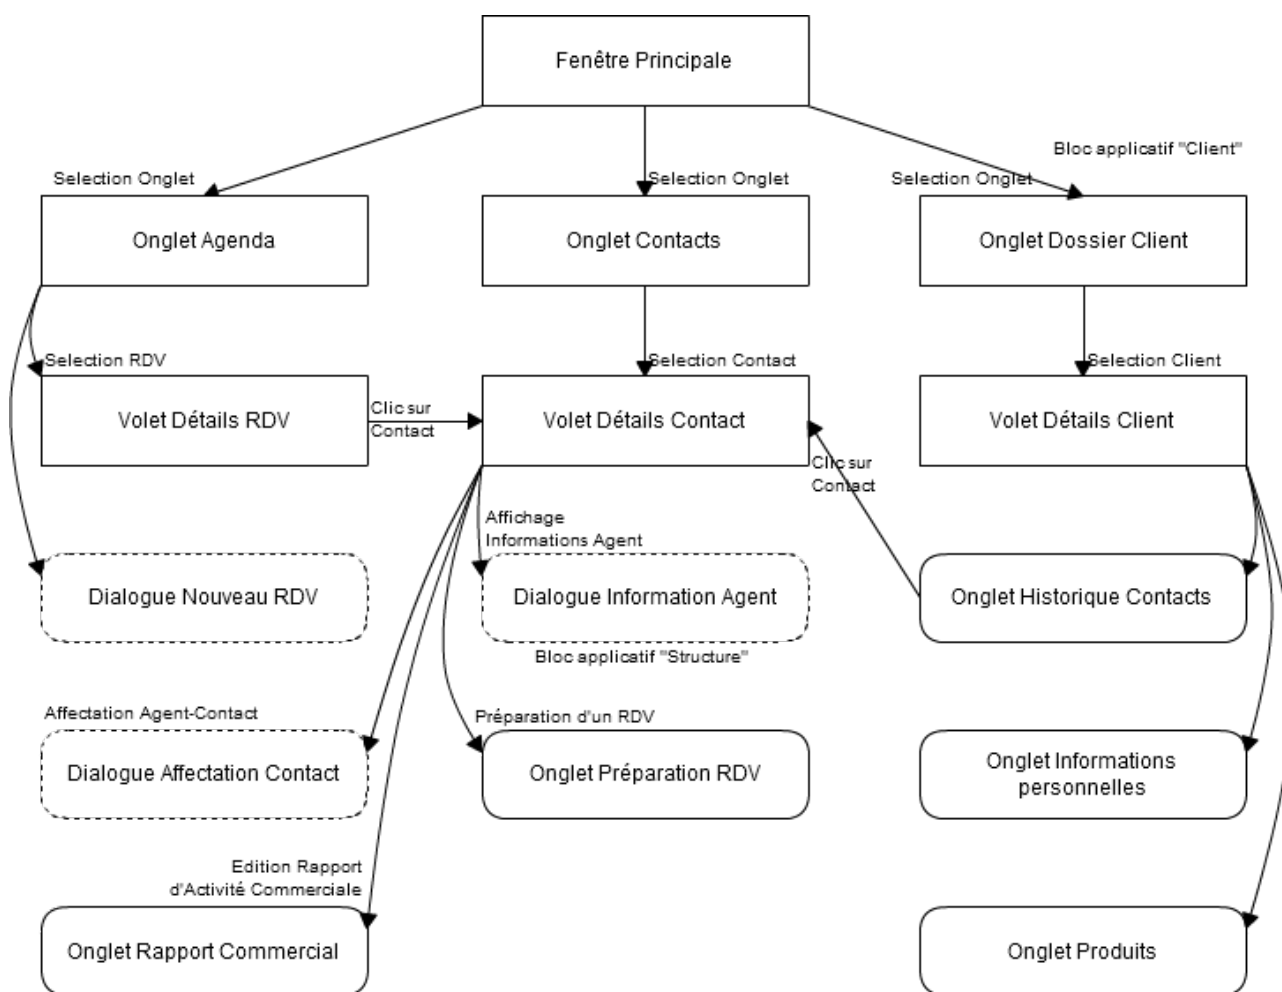 Fenêtre Principale
Bloc applicatif "Client"
Selection Onglet
Selection Onglet
Selection Onglet
Onglet Agenda
Onglet Contacts
Onglet Dossier Client
Selection RDV
Selection Contact
Selection Client
Volet Détails RDV
Clic sur
Contact
Volet Détails Contact
Volet Détails Client
Clic sur
Contact
Affichage
Informations Agent
Dialogue Nouveau RDV
Dialogue Information Agent
Onglet Historique Contacts
Bloc applicatif "Structure"
Affectation Agent-Contact
Préparation d'un RDV
Dialogue Affectation Contact
Onglet Préparation RDV
Onglet Informations
personnelles
Edition Rapport
d'Activité Commerciale
Onglet Rapport Commercial
Onglet Produits